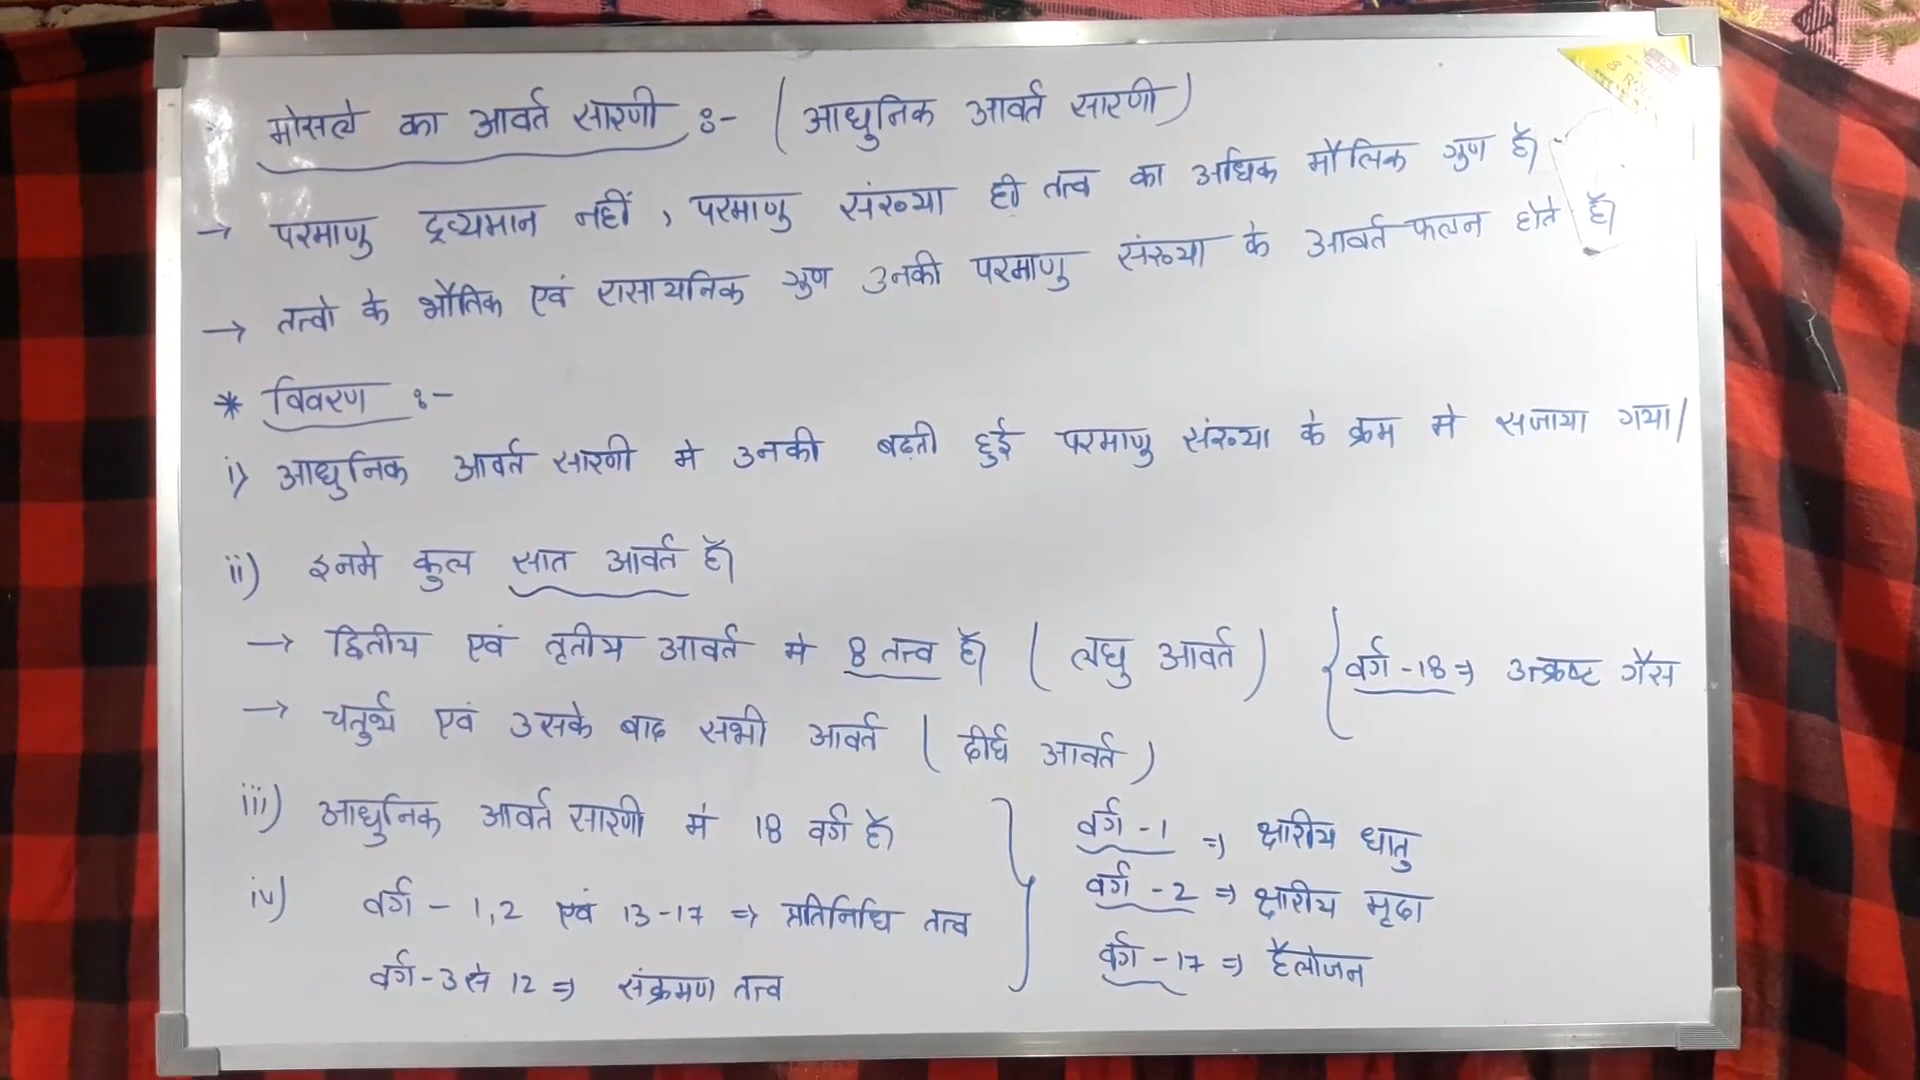 मोसले का आवर्त सारणी :- ( आधुनिक आवर्त सारणी )
→ परमाणु द्रव्यमान नहीं , परमाणु संख्या ही तत्व का अधिक मौलिक गुण है।
→ तत्वो के भौतिक एवं रासायनिक गुण उनकी परमाणु संख्या के आवर्त फलन होते है।
* विवरण :-
i) आधुनिक आवर्त सारणी मे उनकी बढ़ती हुई परमाणु संख्या के क्रम मे सजाया गया।
ii) इनमे कुल सात आवर्त है।
→ द्वितीय एवं तृतीय आवर्त मे 8 तत्व है। ( लघु आवर्त )
→ चतुर्थ एवं उसके बाद सभी आवर्त ( दीर्घ आवर्त )
{ वर्ग -18 ⇒ उत्क्रष्ट गैस
iii) आधुनिक आवर्त सारणी मे 18 वर्ग है।
iv) वर्ग - 1,2 एवं 13-17 ⇒ प्रतिनिधि तत्व
वर्ग-3 से 12 ⇒ संक्रमण तत्व
वर्ग -1 ⇒ क्षारीय धातु
वर्ग -2 ⇒ क्षारीय मृदा
वर्ग -17 ⇒ हैलोजन